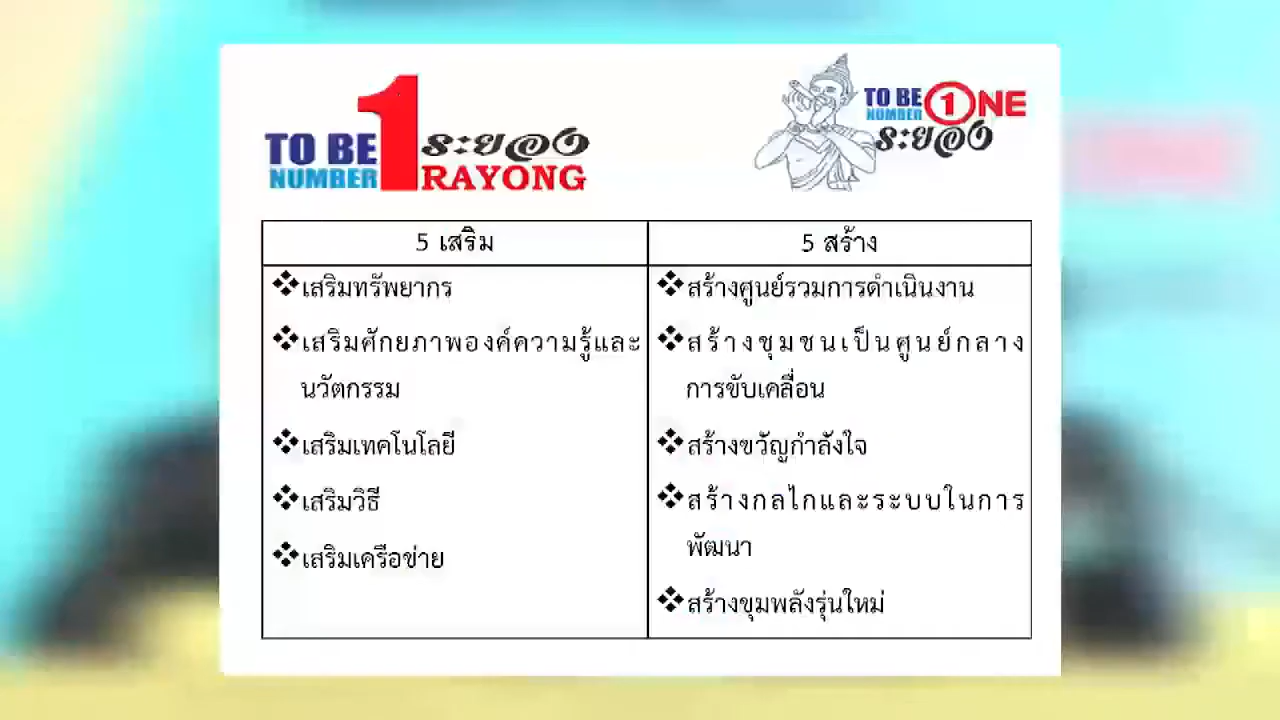 TO BE NUMBER 1 ระยอง RAYONG
TO BE NUMBER 1NE ระยอง
5 เสริม
❖เสริมทรัพยากร
❖เสริมศักยภาพองค์ความรู้และ
นวัตกรรม
❖เสริมเทคโนโลยี
❖เสริมวิธี
❖เสริมเครือข่าย
5 สร้าง
❖สร้างศูนย์รวมการดำเนินงาน
❖สร้างชุมชนเป็นศูนย์กลาง
การขับเคลื่อน
❖สร้างขวัญกำลังใจ
❖สร้างกลไกและระบบในการ
พัฒนา
❖สร้างขุมพลังรุ่นใหม่